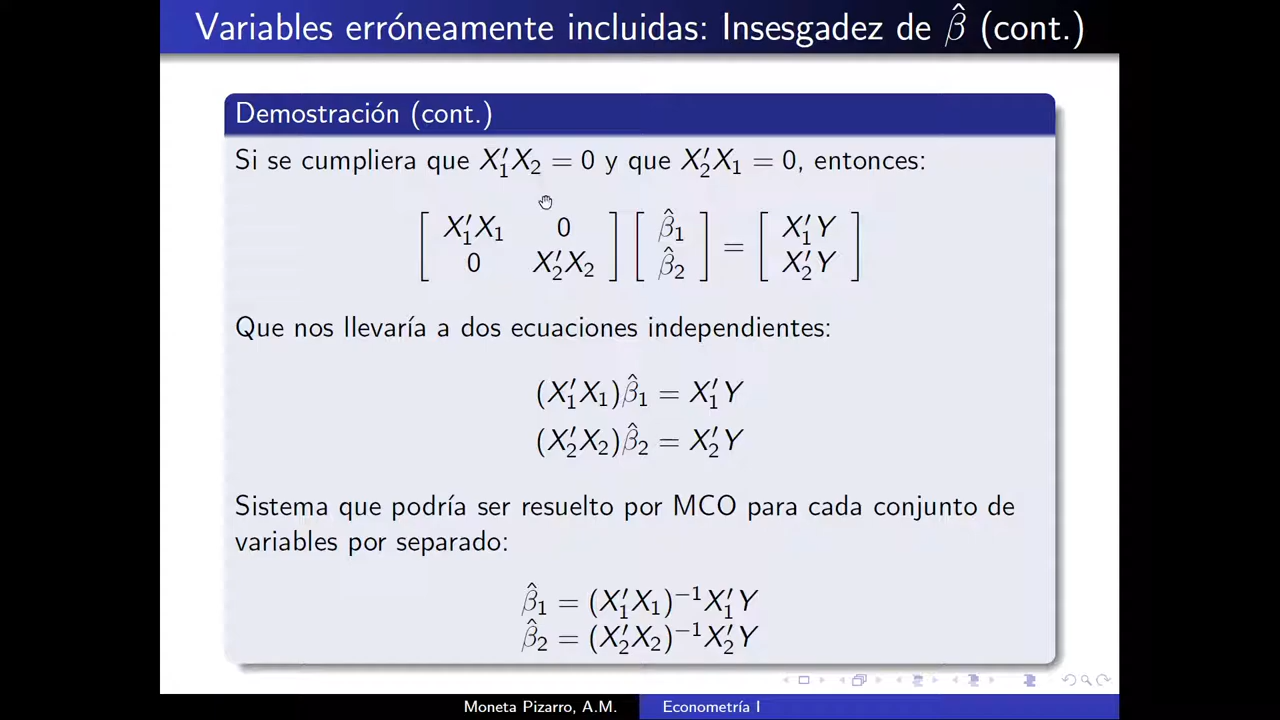 Variables erróneamente incluidas: Insesgadez de β̂ (cont.)
Demostración (cont.)
Si se cumpliera que X₁′X₂ = 0 y que X₂′X₁ = 0, entonces:
[ X₁′X₁ 0 ] [ β̂₁ ] = [ X₁′Y ]
[ 0 X₂′X₂ ] [ β̂₂ ] [ X₂′Y ]
Que nos llevaría a dos ecuaciones independientes:
(X₁′X₁)β̂₁ = X₁′Y
(X₂′X₂)β̂₂ = X₂′Y
Sistema que podría ser resuelto por MCO para cada conjunto de
variables por separado:
β̂₁ = (X₁′X₁)⁻¹X₁′Y
β̂₂ = (X₂′X₂)⁻¹X₂′Y
Moneta Pizarro, A.M. Econometría I